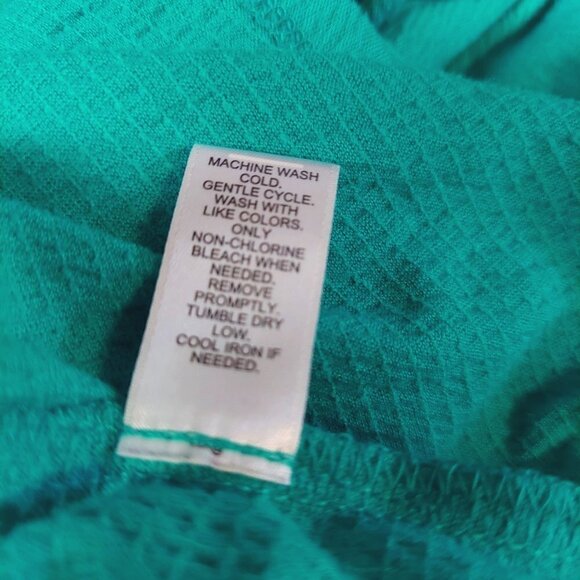 MACHINE WASH
COLD.
GENTLE CYCLE.
WASH WITH
LIKE COLORS.
ONLY
NON-CHLORINE
BLEACH WHEN
NEEDED.
REMOVE
PROMPTLY.
TUMBLE DRY
LOW.
COOL IRON IF
NEEDED.